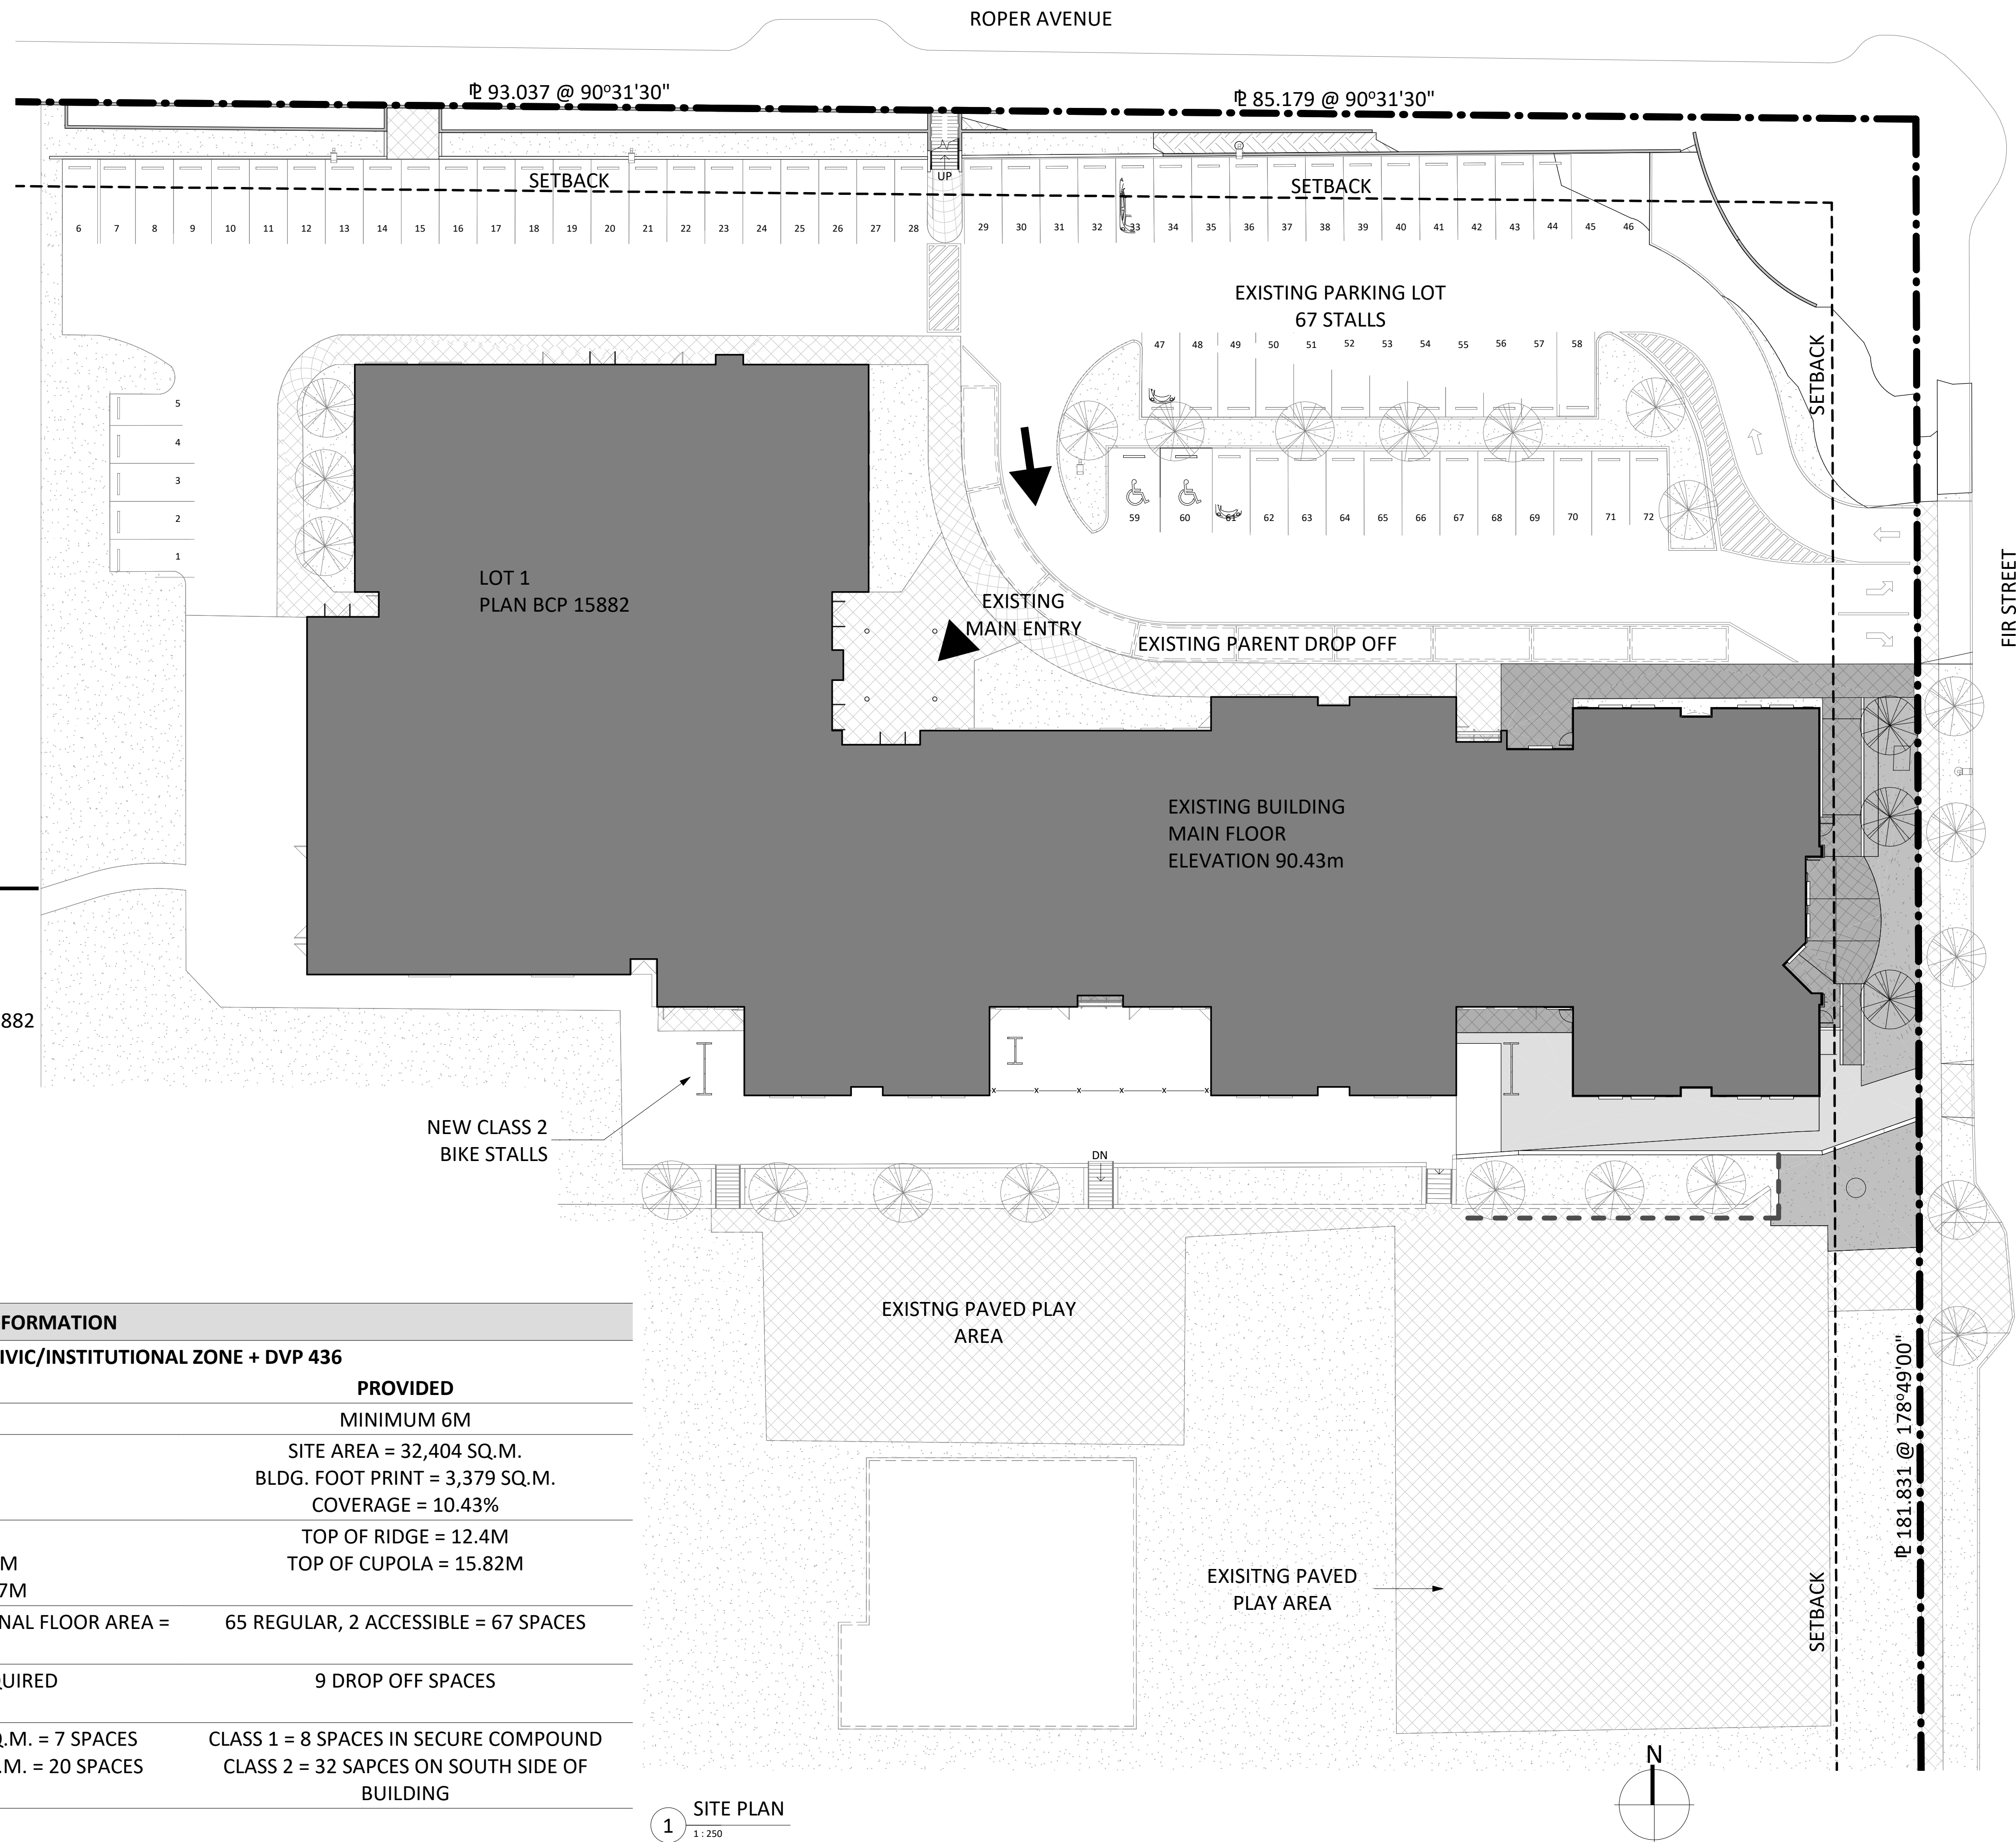 ROPER AVENUE
℄ 93.037 @ 90°31'30"
℄ 85.179 @ 90°31'30"
SETBACK
SETBACK
UP
6 7 8 9 10 11 12 13 14 15 16 17 18 19 20 21 22 23 24 25 26 27 28 29 30 31 32 33 34 35 36 37 38 39 40 41 42 43 44 45 46
EXISTING PARKING LOT
67 STALLS
47 48 49 50 51 52 53 54 55 56 57 58
SETBACK
5
4
3
2
1
59 60 61 62 63 64 65 66 67 68 69 70 71 72
FIR STREET
LOT 1
PLAN BCP 15882
EXISTING
MAIN ENTRY
EXISTING PARENT DROP OFF
EXISTING BUILDING
MAIN FLOOR
ELEVATION 90.43m
882
x x x x x x
NEW CLASS 2
BIKE STALLS
DN
EXISTNG PAVED PLAY
AREA
℄ 181.831 @ 178°49'00"
EXISITNG PAVED
PLAY AREA
SETBACK
FORMATION
IVIC/INSTITUTIONAL ZONE + DVP 436
PROVIDED
MINIMUM 6M
SITE AREA = 32,404 SQ.M.
BLDG. FOOT PRINT = 3,379 SQ.M.
COVERAGE = 10.43%
TOP OF RIDGE = 12.4M
M TOP OF CUPOLA = 15.82M
7M
NAL FLOOR AREA = 65 REGULAR, 2 ACCESSIBLE = 67 SPACES
QUIRED 9 DROP OFF SPACES
Q.M. = 7 SPACES CLASS 1 = 8 SPACES IN SECURE COMPOUND
.M. = 20 SPACES CLASS 2 = 32 SAPCES ON SOUTH SIDE OF
BUILDING
N
1 SITE PLAN
1 : 250